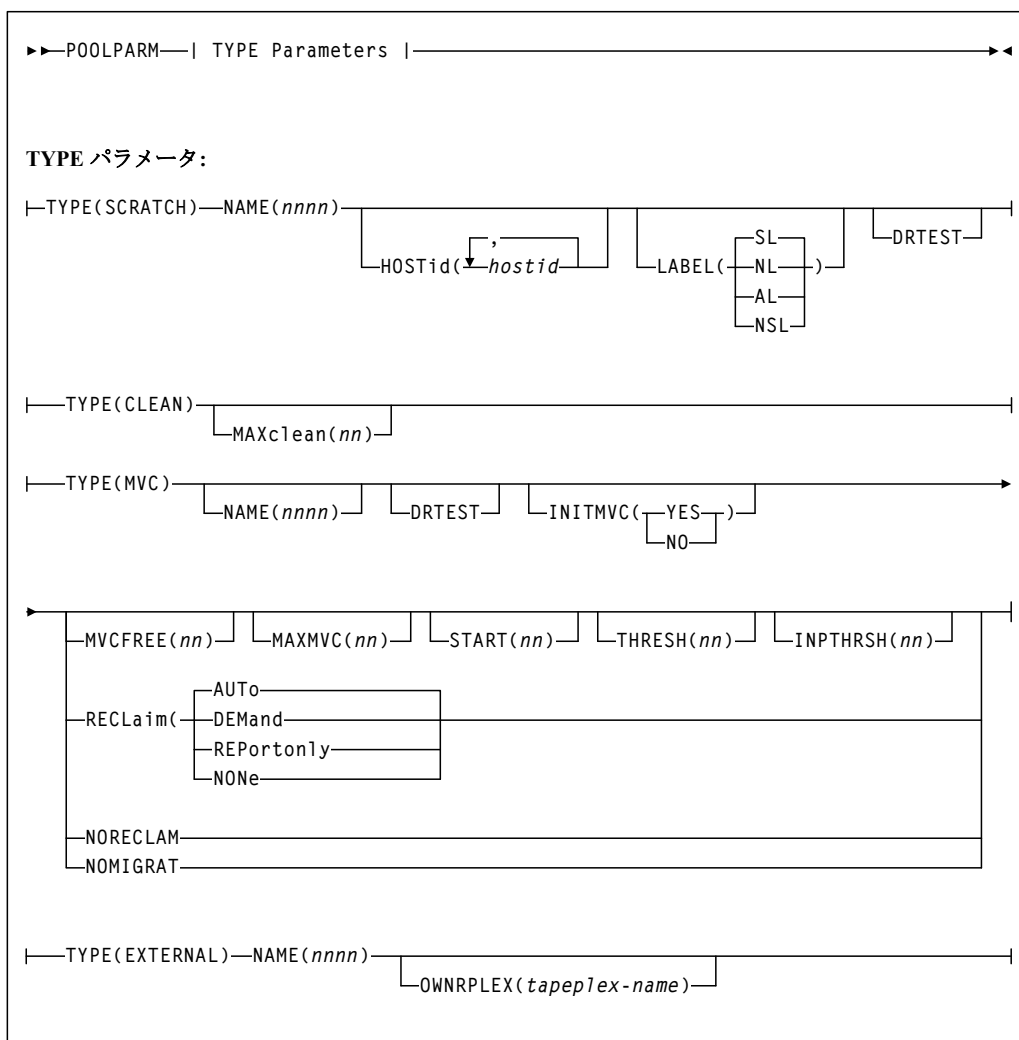 POOLPARM | TYPE Parameters |
TYPE パラメータ:
TYPE(SCRATCH) NAME(nnnn)
,
HOSTid( hostid )
SL
LABEL( NL )
AL
NSL
DRTEST
TYPE(CLEAN)
MAXclean(nn)
TYPE(MVC)
NAME(nnnn) DRTEST INITMVC( YES )
NO
MVCFREE(nn) MAXMVC(nn) START(nn) THRESH(nn) INPTHRSH(nn)
AUTo
RECLaim( DEMand
REPortonly
NONe
NORECLAM
NOMIGRAT
TYPE(EXTERNAL) NAME(nnnn)
OWNRPLEX(tapeplex-name)